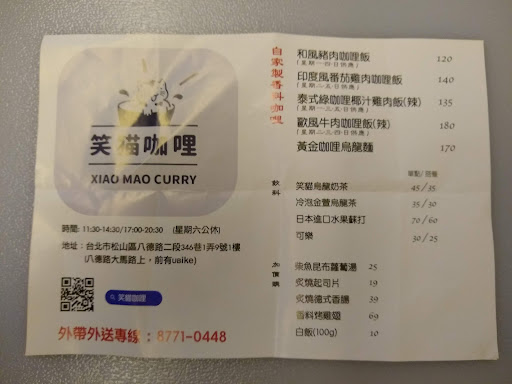 笑猫咖哩
XIAO MAO CURRY
時間: 11:30-14:30/17:00-20:30 (星期六公休)
地址：台北市松山區八德路二段346巷1弄9號1樓
(八德路大馬路上，前有ubike)
笑猫咖哩
外帶外送專線：8771-0448
自家製香料咖哩
和風豬肉咖哩飯 120
印度風番茄雞肉咖哩飯 140
泰式綠咖哩椰汁雞肉飯(辣) 135
歐風牛肉咖哩飯(辣) 180
黃金咖哩烏龍麵 170
單點/搭餐
飲料
笑猫烏龍奶茶 45/35
冷泡金萱烏龍茶 35/30
日本進口水果蘇打 70/60
可樂 30/25
加價購
柴魚昆布蘿蔔湯 25
炙燒起司片 19
炙燒德式香腸 39
香料烤雞翅 69
白飯(100g) 10